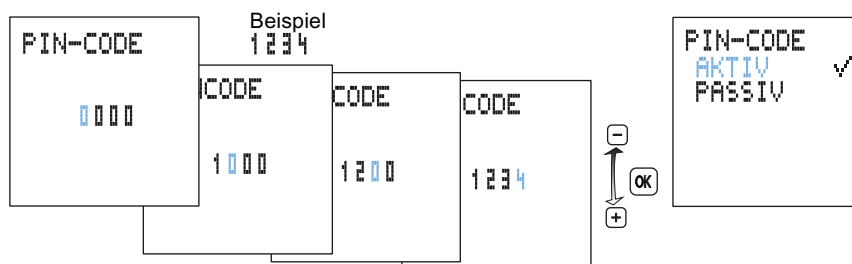 Beispiel
1234
PIN-CODE
0000
CODE
1000
CODE
1200
CODE
1234
−
OK
+
PIN-CODE
AKTIV ✓
PASSIV